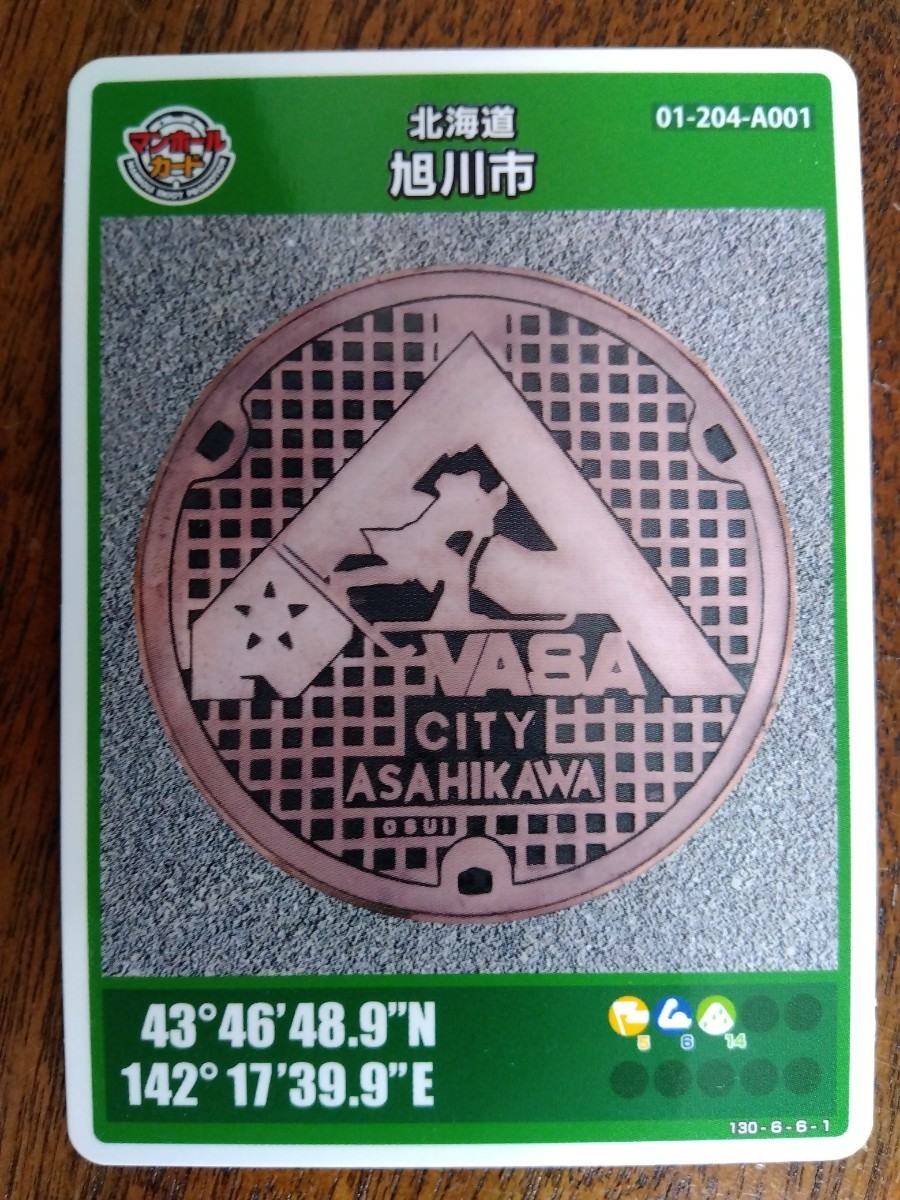 マンホール
カード
北海道
旭川市
01-204-A001
VASA
CITY
ASAHIKAWA
OSUI
43°46’48.9”N
142°17’39.9”E
5 6 14
130-6-6-1